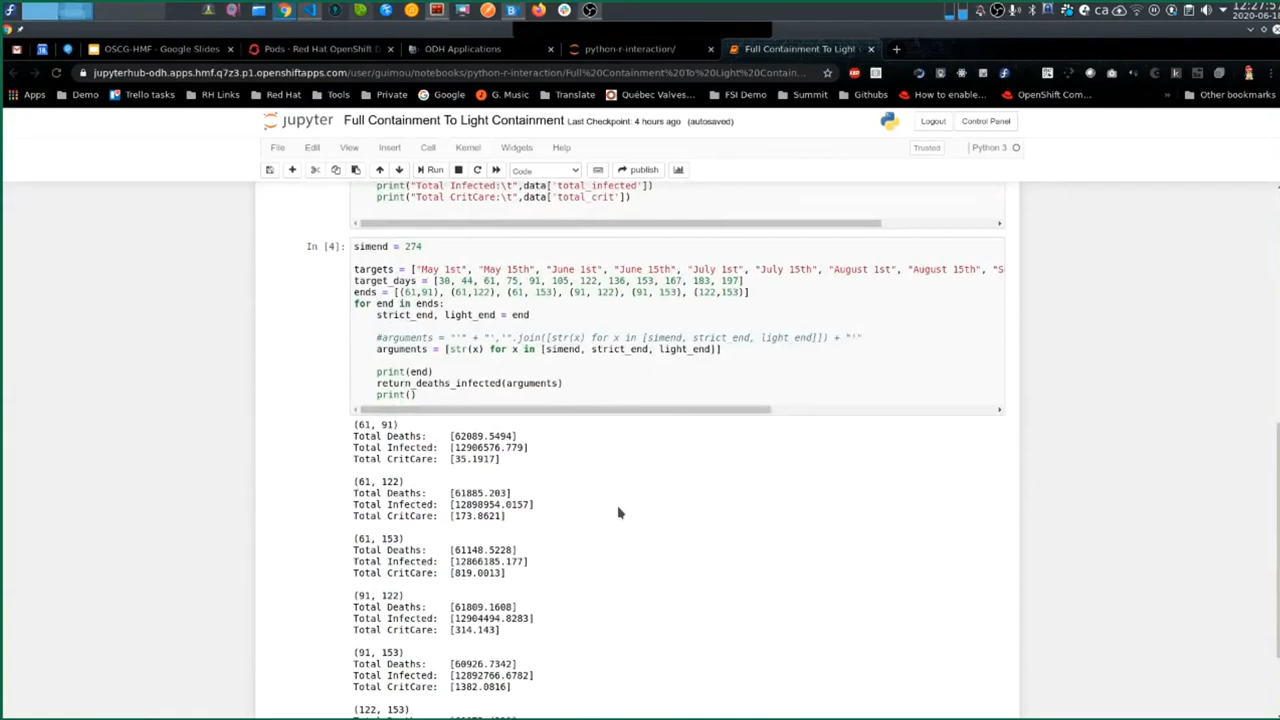 12:27:5
2020-06-1
ca
OSCG-HMF - Google Slides
Pods · Red Hat OpenShift D
ODH Applications
python-r-interaction/
Full Containment To Light
jupyterhub-odh.apps.hmf.q7z3.p1.openshiftapps.com/user/guimou/notebooks/python-r-interaction/Full%20Containment%20To%20Light%20Contain...
Apps Demo Trello tasks RH Links Red Hat Tools Private Google G. Music Translate Québec Valves... FSI Demo Summit Githubs How to enable... OpenShift Com... » Other bookmarks
jupyter Full Containment To Light Containment Last Checkpoint: 4 hours ago (autosaved) Logout Control Panel
File Edit View Insert Cell Kernel Widgets Help Trusted Python 3
Run Code publish
print("Total Infected:\t",data['total_infected'])
print("Total CritCare:\t",data['total_crit'])
In [4]: simend = 274
targets = ["May 1st", "May 15th", "June 1st", "June 15th", "July 1st", "July 15th", "August 1st", "August 15th", "S
target_days = [30, 44, 61, 75, 91, 105, 122, 136, 153, 167, 183, 197]
ends = [(61,91), (61,122), (61, 153), (91, 122), (91, 153), (122,153)]
for end in ends:
strict_end, light_end = end
#arguments = "'" + "','".join([str(x) for x in [simend, strict_end, light_end]]) + "'"
arguments = [str(x) for x in [simend, strict_end, light_end]]
print(end)
return_deaths_infected(arguments)
print()
(61, 91)
Total Deaths: [62089.5494]
Total Infected: [12906576.779]
Total CritCare: [35.1917]
(61, 122)
Total Deaths: [61885.203]
Total Infected: [12898954.0157]
Total CritCare: [173.8621]
(61, 153)
Total Deaths: [61148.5228]
Total Infected: [12866185.177]
Total CritCare: [819.0013]
(91, 122)
Total Deaths: [61809.1608]
Total Infected: [12904494.8283]
Total CritCare: [314.143]
(91, 153)
Total Deaths: [60926.7342]
Total Infected: [12892766.6782]
Total CritCare: [1382.0816]
(122, 153)